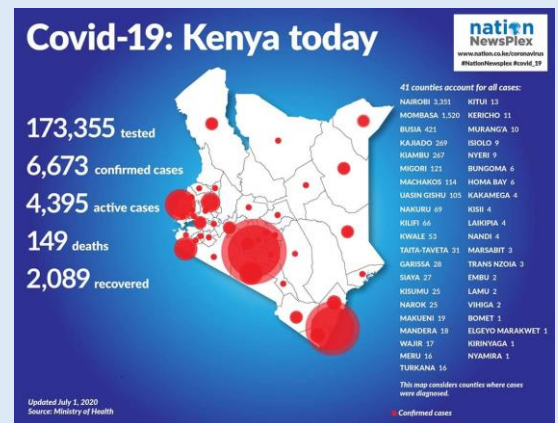 Covid-19: Kenya today
nation
NewsPlex
www.nation.co.ke/coronavirus
#NationNewsplex #covid_19
173,355 tested
6,673 confirmed cases
4,395 active cases
149 deaths
2,089 recovered
41 counties account for all cases:
NAIROBI 3,351
MOMBASA 1,520
BUSIA 421
KAJIADO 269
KIAMBU 267
MIGORI 121
MACHAKOS 114
UASIN GISHU 105
NAKURU 69
KILIFI 66
KWALE 53
TAITA-TAVETA 31
GARISSA 28
SIAYA 27
KISUMU 25
NAROK 25
MAKUENI 19
MANDERA 18
WAJIR 17
MERU 16
TURKANA 16
KITUI 13
KERICHO 11
MURANG'A 10
ISIOLO 9
NYERI 9
BUNGOMA 6
HOMA BAY 6
KAKAMEGA 4
KISII 4
LAIKIPIA 4
NANDI 4
MARSABIT 3
TRANS NZOIA 3
EMBU 2
LAMU 2
VIHIGA 2
BOMET 1
ELGEYO MARAKWET 1
KIRINYAGA 1
NYAMIRA 1
This map considers counties where cases
were diagnosed.
Confirmed cases
Updated July 1, 2020
Source: Ministry of Health